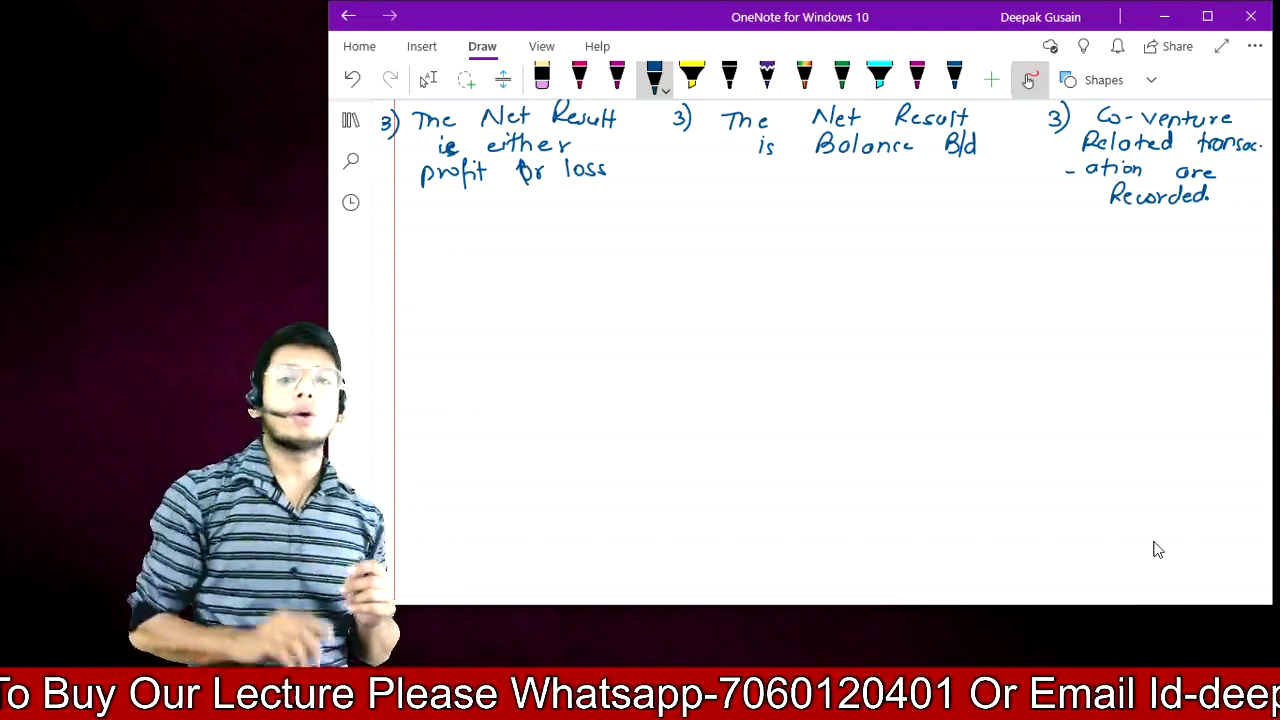 OneNote for Windows 10
Deepak Gusain
Home Insert Draw View Help
Share
Shapes
3) The Net Result
is either
profit Or loss
3) The Net Result
is Balance B/d
3) Co-venture
Related transac-
-ation are
Recorded.
To Buy Our Lecture Please Whatsapp-7060120401 Or Email Id-deep